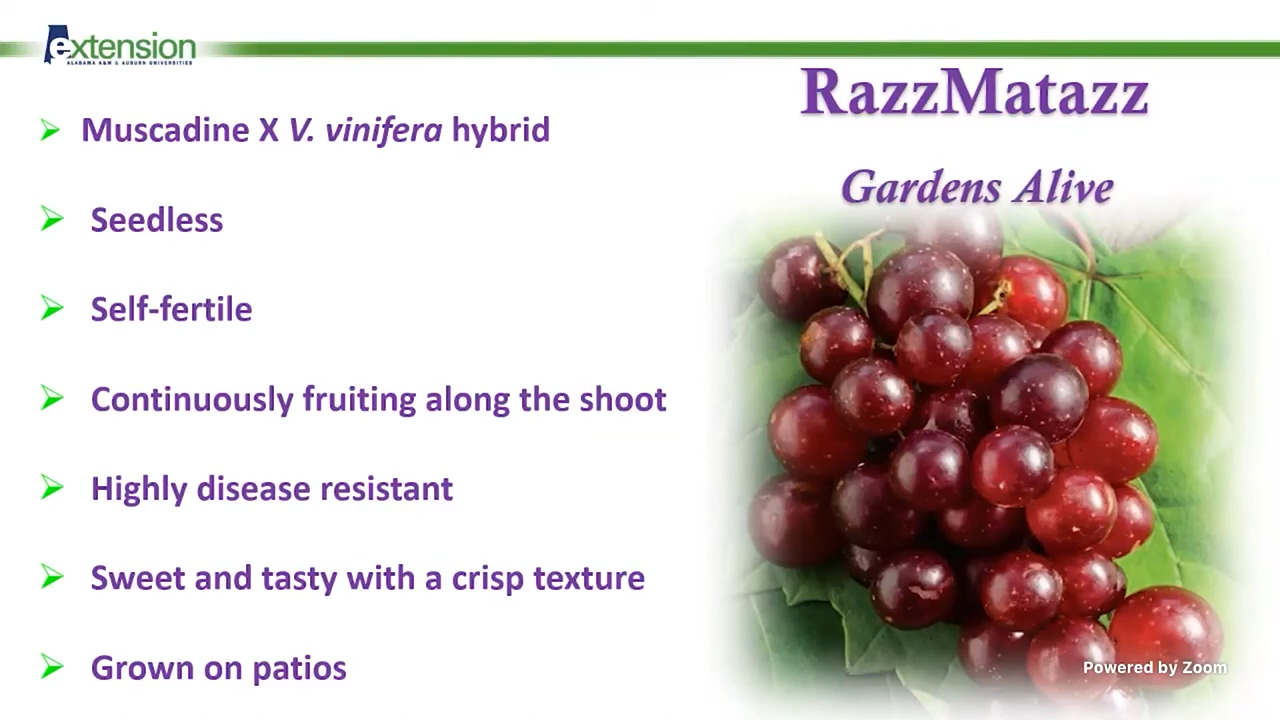 extension
ALABAMA A&M & AUBURN UNIVERSITIES
RazzMatazz
Gardens Alive
Muscadine X V. vinifera hybrid
Seedless
Self-fertile
Continuously fruiting along the shoot
Highly disease resistant
Sweet and tasty with a crisp texture
Grown on patios
Powered by Zoom